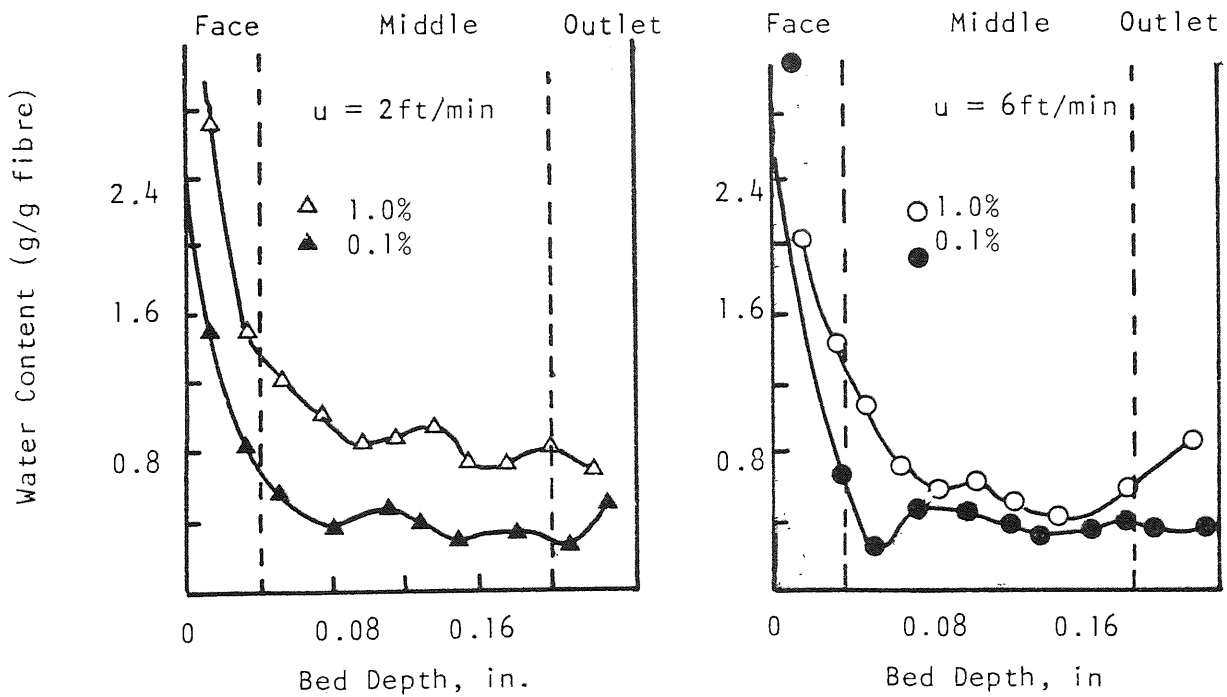 Face Middle Outlet
u = 2ft/min
1.0%
0.1%
Water Content (g/g fibre)
2.4
1.6
0.8
0 0.08 0.16
Bed Depth, in.
Face Middle Outlet
u = 6ft/min
1.0%
0.1%
2.4
1.6
0.8
0 0.08 0.16
Bed Depth, in